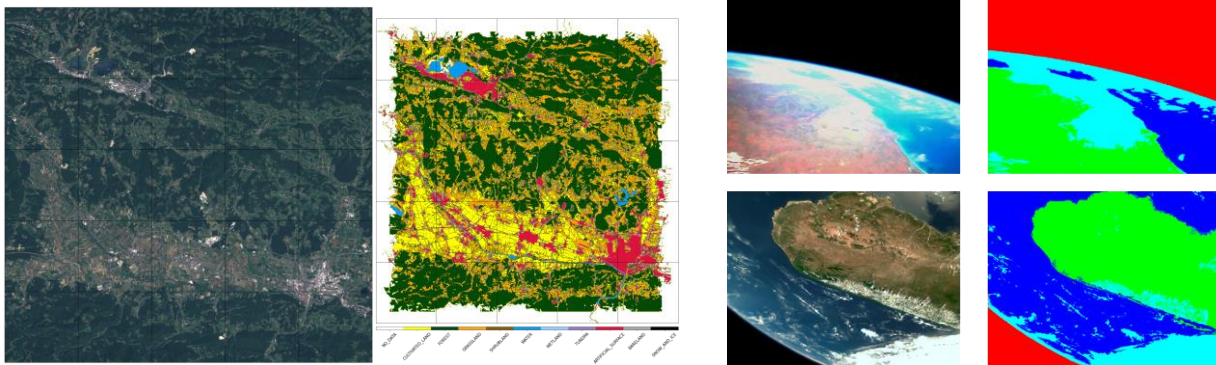 NO_DATA
CULTIVATED_LAND
FOREST
GRASSLAND
SHRUBLAND
WATER
WETLAND
TUNDRA
ARTIFICIAL_SURFACE
BARELAND
SNOW_AND_ICE